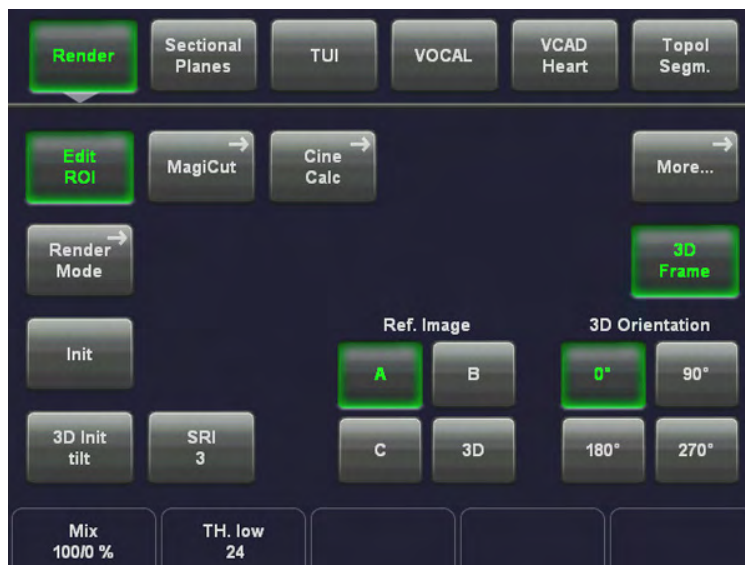 Render
Sectional
Planes
TUI
VOCAL
VCAD
Heart
Topol
Segm.
Edit
ROI
MagiCut
Cine
Calc
More...
Render
Mode
3D
Frame
Init
Ref. Image
3D Orientation
A
B
0°
90°
3D Init
tilt
SRI
3
C
3D
180°
270°
Mix
100/0 %
TH. low
24